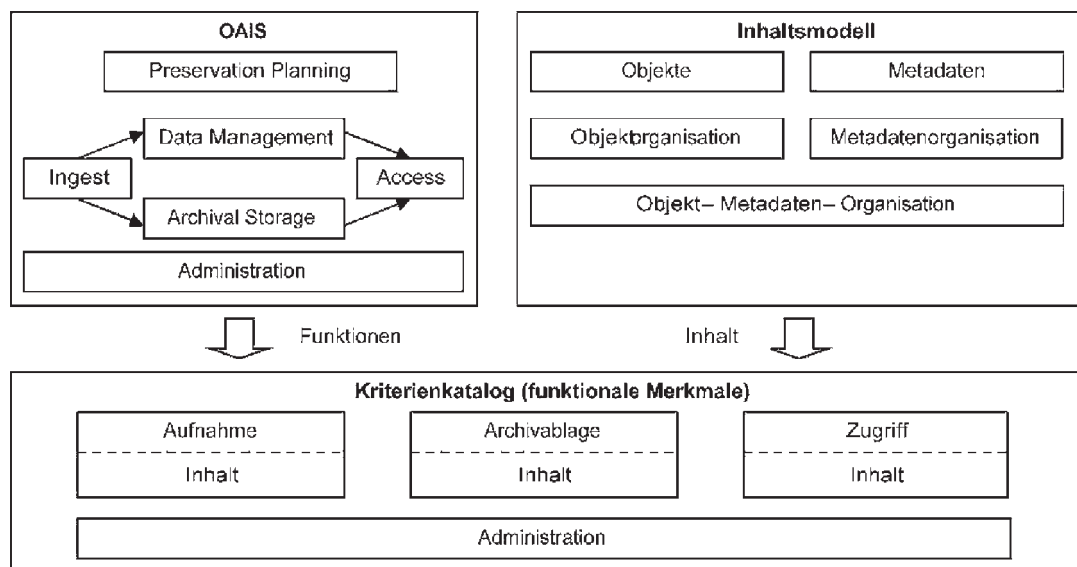 OAIS
Preservation Planning
Data Management
Ingest
Access
Archival Storage
Administration
Inhaltsmodell
Objekte
Metadaten
Objektorganisation
Metadatenorganisation
Objekt– Metadaten– Organisation
Funktionen
Inhalt
Kriterienkatalog (funktionale Merkmale)
Aufnahme
Inhalt
Archivablage
Inhalt
Zugriff
Inhalt
Administration